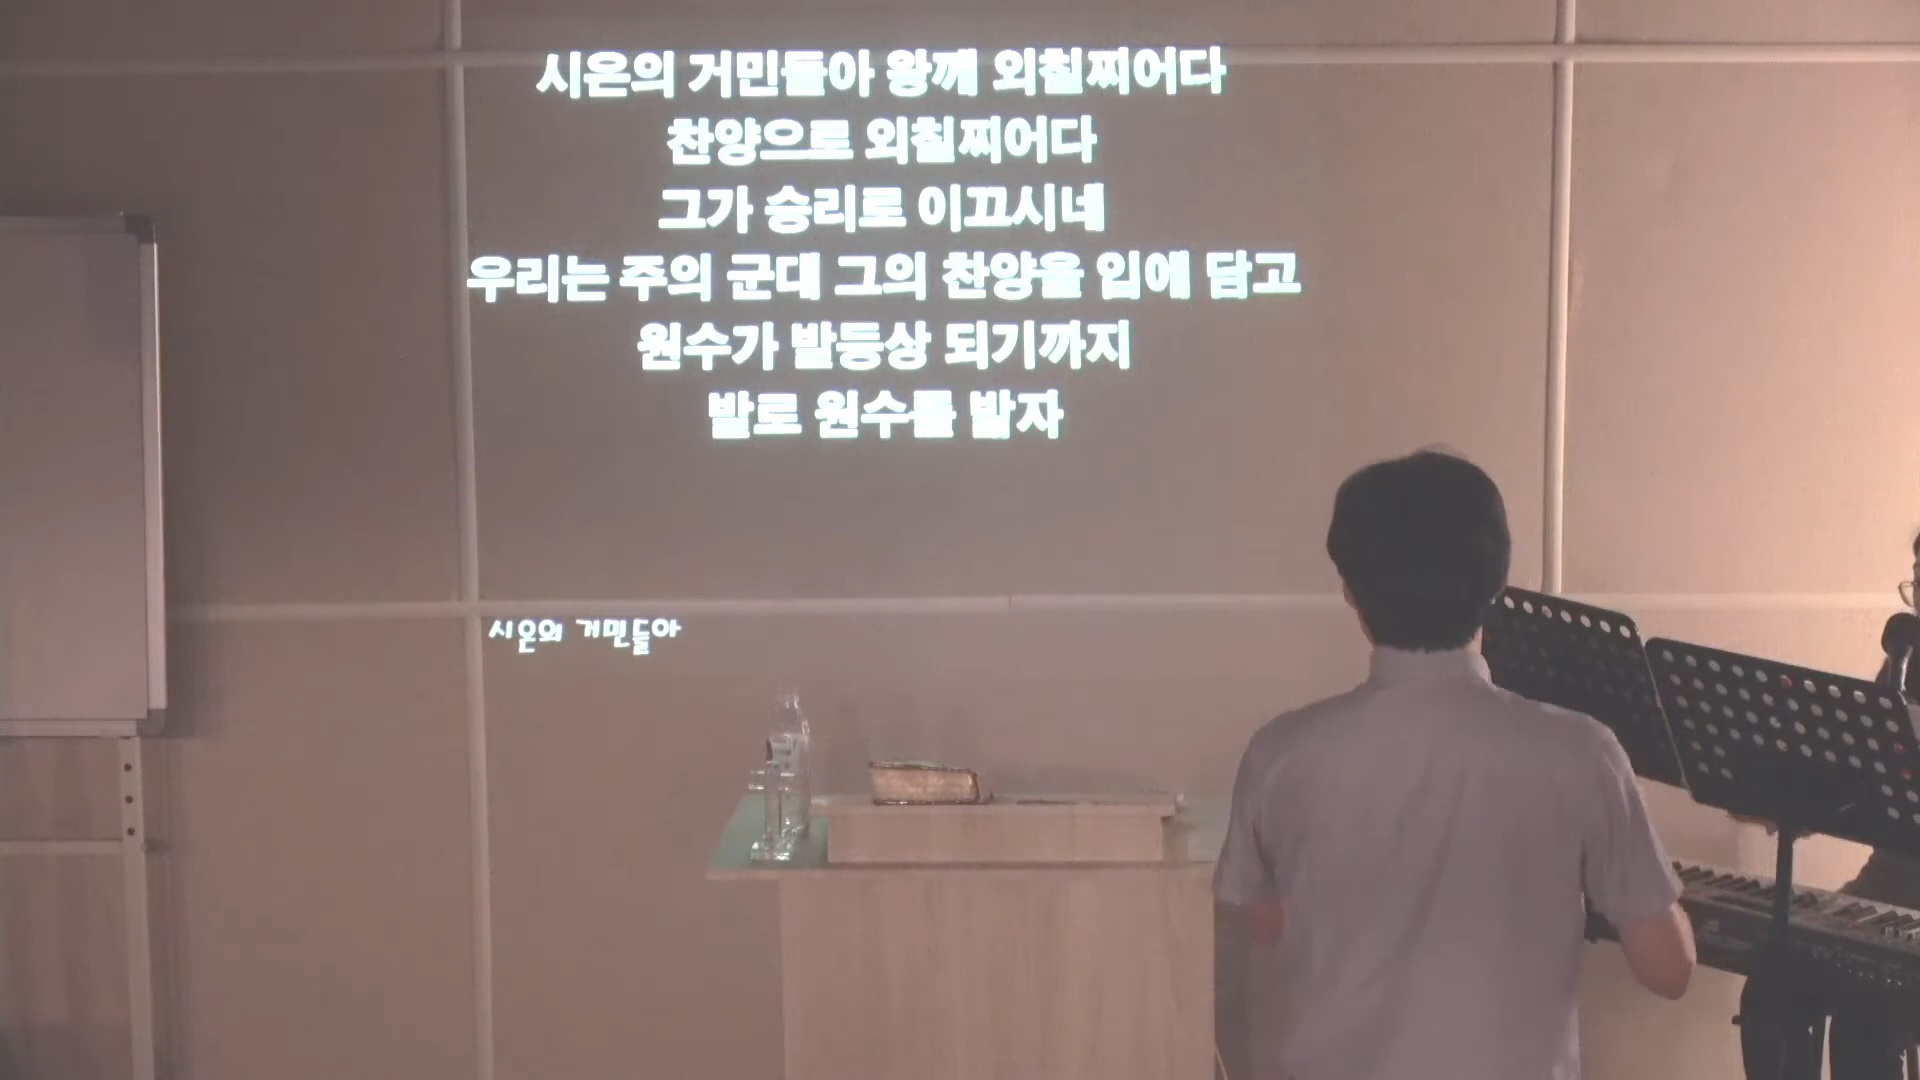 시온의 거민들아 왕께 외칠찌어다
찬양으로 외칠찌어다
그가 승리로 이끄시네
우리는 주의 군대 그의 찬양을 입에 담고
원수가 발등상 되기까지
발로 원수를 밟자
시온의 거민들아